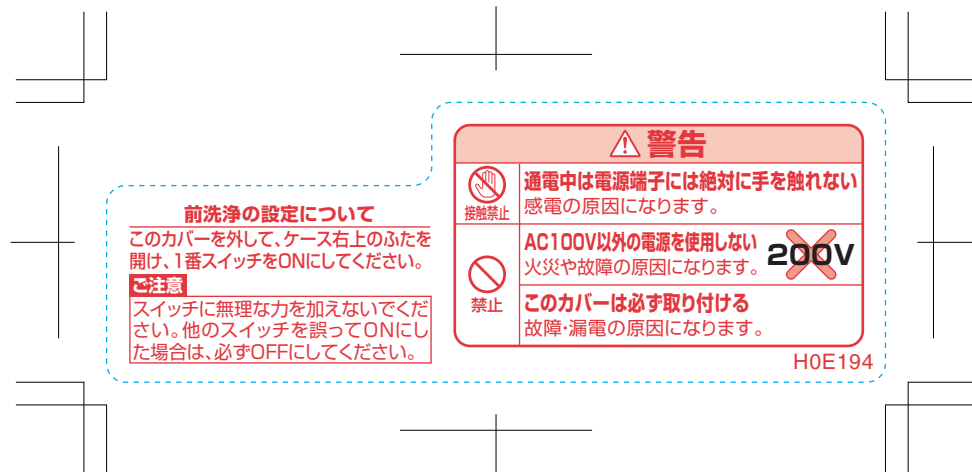 前洗浄の設定について
このカバーを外して、ケース右上のふたを
開け、1番スイッチをONにしてください。
ご注意
スイッチに無理な力を加えないでくだ
さい。他のスイッチを誤ってONにし
た場合は、必ずOFFにしてください。
警告
接触禁止
通電中は電源端子には絶対に手を触れない
感電の原因になります。
禁止
AC100V以外の電源を使用しない
火災や故障の原因になります。
200V
このカバーは必ず取り付ける
故障・漏電の原因になります。
H0E194